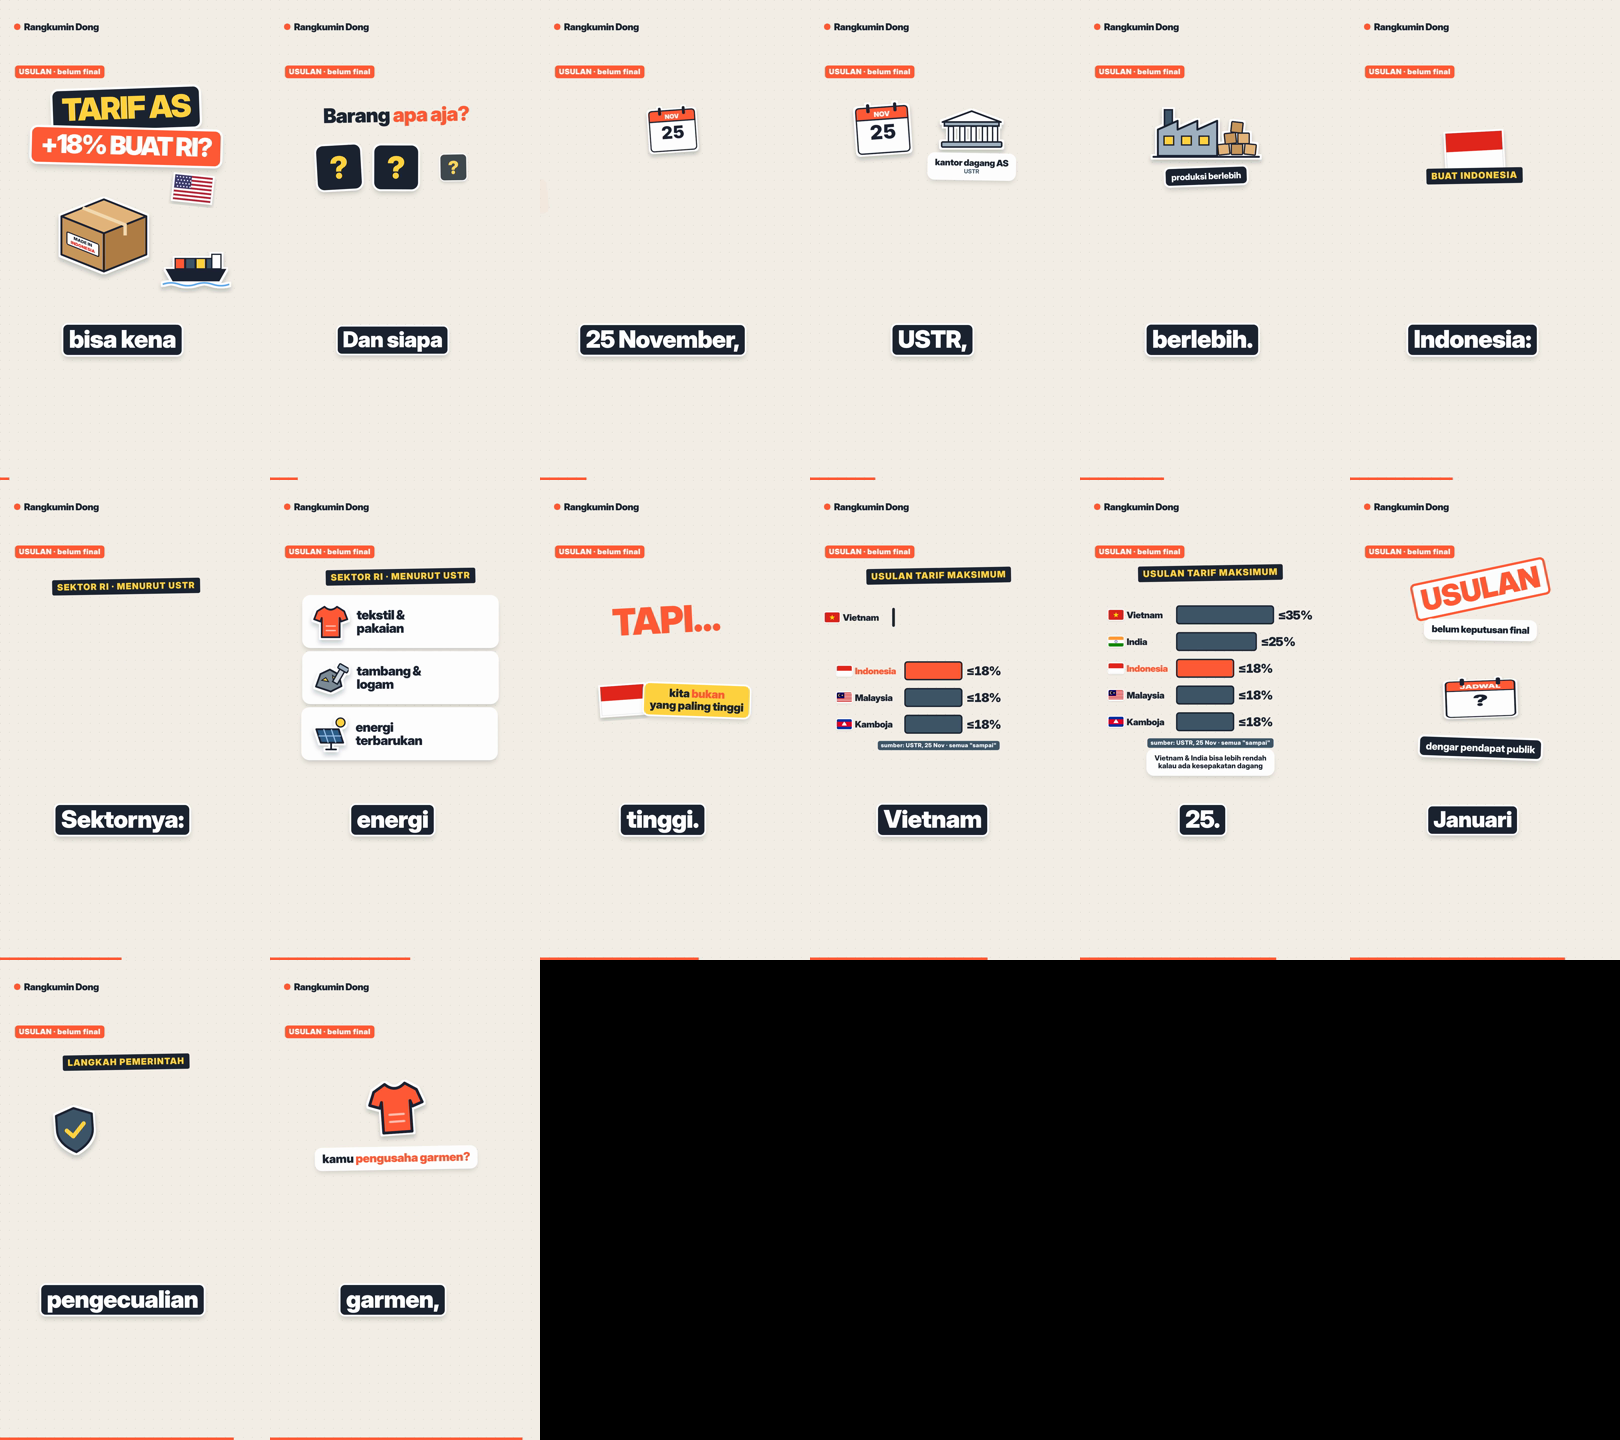 Rangkumin Dong
USULAN · belum final
TARIF AS
+18% BUAT RI?
MADE IN
INDONESIA
bisa kena
Rangkumin Dong
USULAN · belum final
Barang apa aja?
? ? ?
Dan siapa
Rangkumin Dong
USULAN · belum final
NOV
25
25 November,
Rangkumin Dong
USULAN · belum final
NOV
25
kantor dagang AS
USTR
USTR,
Rangkumin Dong
USULAN · belum final
produksi berlebih
berlebih.
Rangkumin Dong
USULAN · belum final
BUAT INDONESIA
Indonesia:
Rangkumin Dong
USULAN · belum final
SEKTOR RI · MENURUT USTR
Sektornya:
Rangkumin Dong
USULAN · belum final
SEKTOR RI · MENURUT USTR
tekstil &
pakaian
tambang &
logam
energi
terbarukan
energi
Rangkumin Dong
USULAN · belum final
TAPI...
kita bukan
yang paling tinggi
tinggi.
Rangkumin Dong
USULAN · belum final
USULAN TARIF MAKSIMUM
Vietnam
Indonesia ≤18%
Malaysia ≤18%
Kamboja ≤18%
sumber: USTR, 25 Nov · semua "sampai"
Vietnam
Rangkumin Dong
USULAN · belum final
USULAN TARIF MAKSIMUM
Vietnam ≤35%
India ≤25%
Indonesia ≤18%
Malaysia ≤18%
Kamboja ≤18%
sumber: USTR, 25 Nov · semua "sampai"
Vietnam & India bisa lebih rendah
kalau ada kesepakatan dagang
25.
Rangkumin Dong
USULAN · belum final
USULAN
belum keputusan final
JADWAL
?
dengar pendapat publik
Januari
Rangkumin Dong
USULAN · belum final
LANGKAH PEMERINTAH
pengecualian
Rangkumin Dong
USULAN · belum final
kamu pengusaha garmen?
garmen,